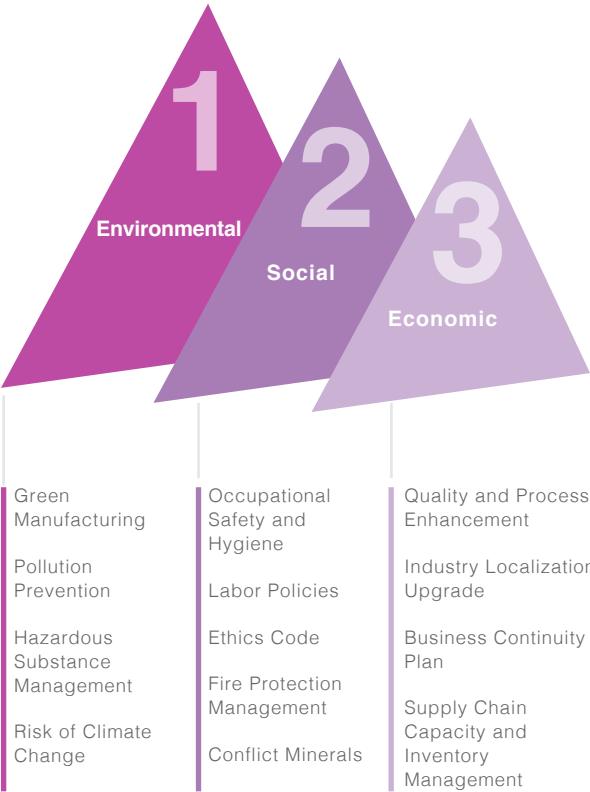 1
Environmental
2
Social
3
Economic
Green
Manufacturing
Pollution
Prevention
Hazardous
Substance
Management
Risk of Climate
Change
Occupational
Safety and
Hygiene
Labor Policies
Ethics Code
Fire Protection
Management
Conflict Minerals
Quality and Process
Enhancement
Industry Localization
Upgrade
Business Continuity
Plan
Supply Chain
Capacity and
Inventory
Management